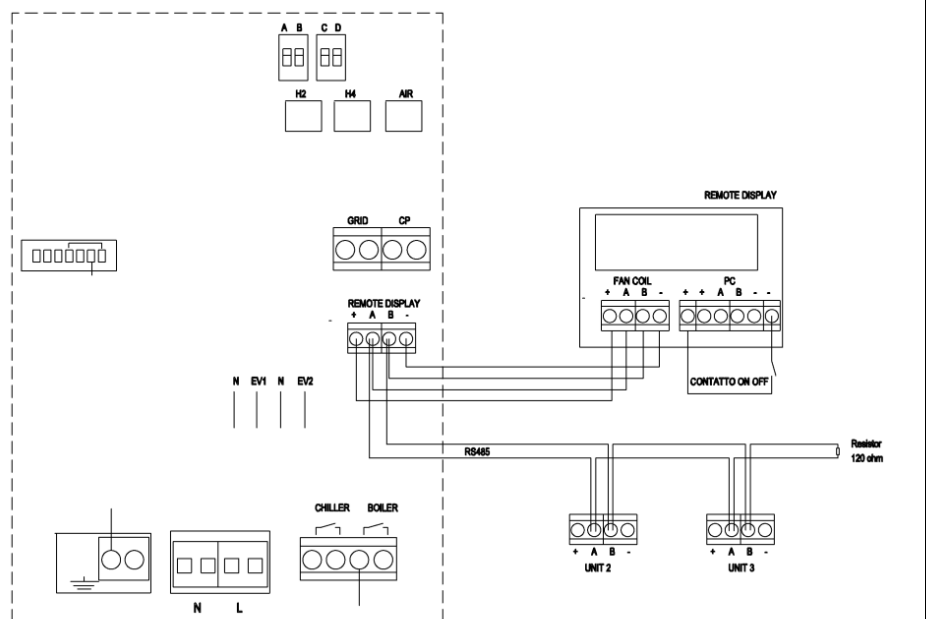 A B C D
H2 H4 AIR
REMOTE DISPLAY
GRID CP
FAN COIL PC
+ A B - + + A B - -
REMOTE DISPLAY
+ A B -
N EV1 N EV2
CONTATTO ON OFF
RS485
Resistor
120 ohm
CHILLER BOILER
+ A B - + A B -
UNIT 2 UNIT 3
N L